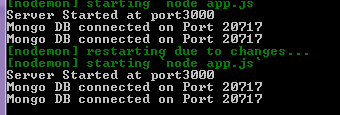 [nodemon] starting `node app.js`
Server Started at port3000
Mongo DB connected on Port 20717
Mongo DB connected on Port 20717
[nodemon] restarting due to changes...
[nodemon] starting `node app.js`
Server Started at port3000
Mongo DB connected on Port 20717
Mongo DB connected on Port 20717